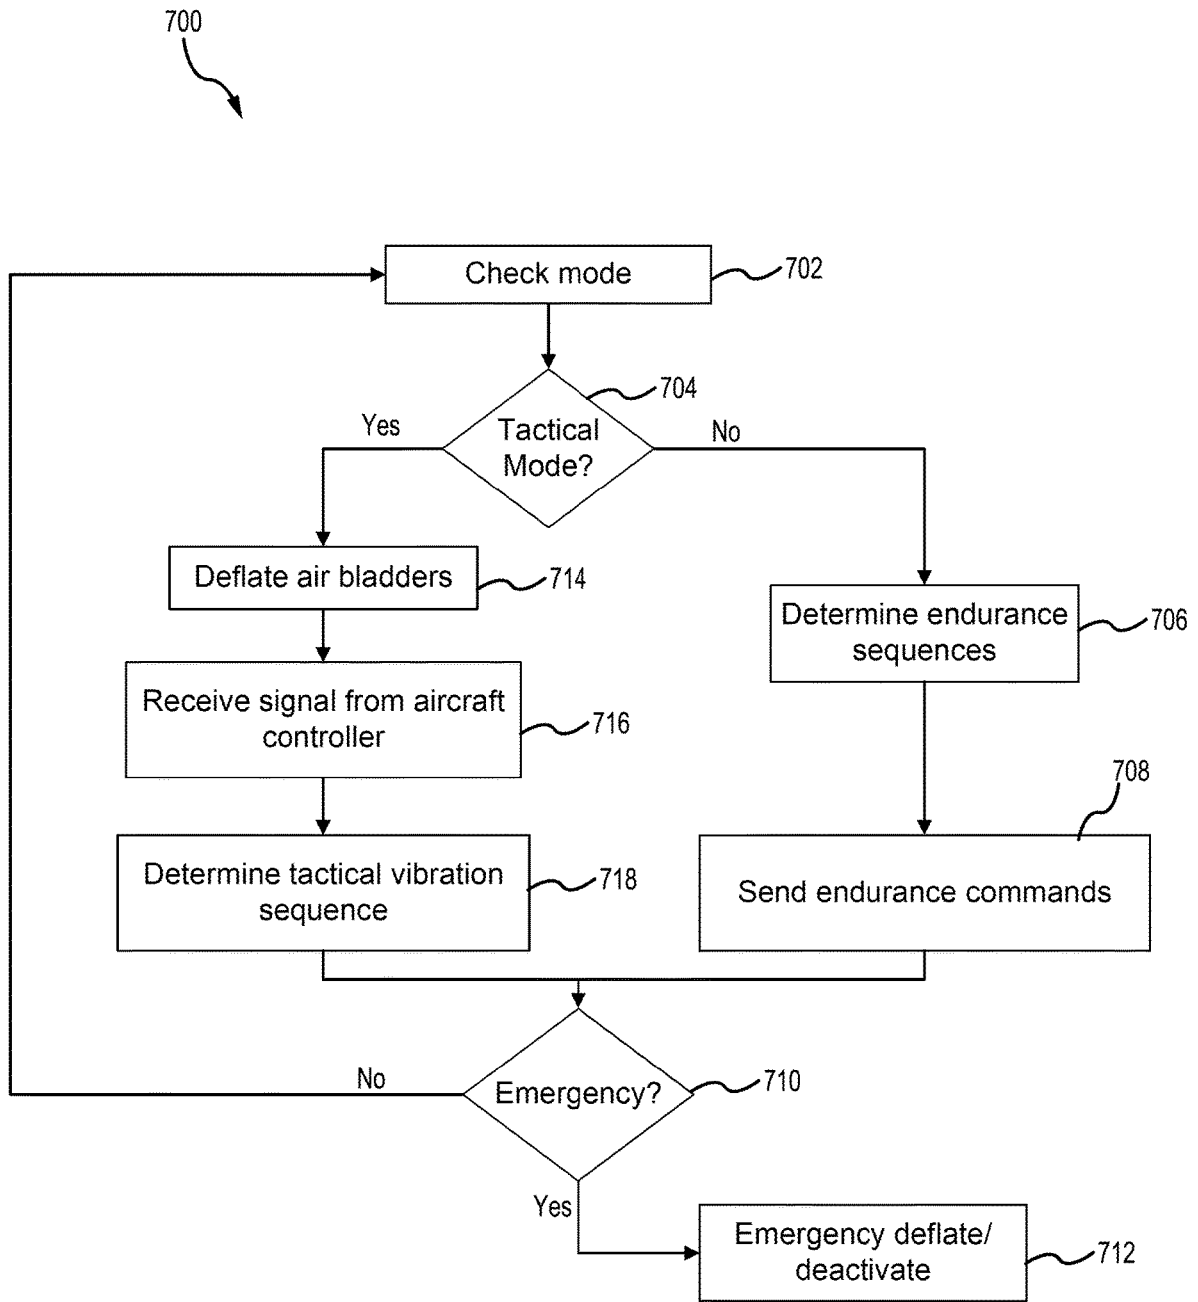 700
Check mode
702
704
Yes
No
Tactical
Mode?
Deflate air bladders
714
Determine endurance
sequences
706
Receive signal from aircraft
controller
716
708
Determine tactical vibration
sequence
718
Send endurance commands
No
Emergency?
710
Yes
Emergency deflate/
deactivate
712